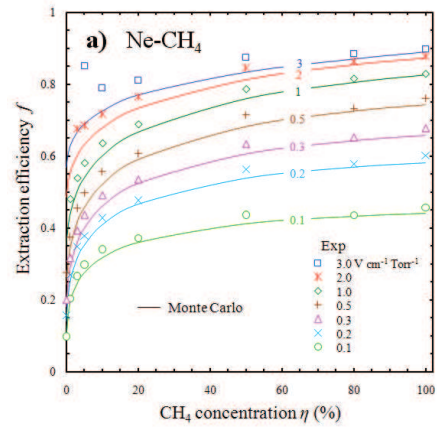 a) Ne-CH₄
Extraction efficiency f
1.0
0.8
0.6
0.4
0.2
0
3
2
1
0.5
0.3
0.2
0.1
Exp
3.0 V cm⁻¹ Torr⁻¹
2.0
1.0
0.5
0.3
0.2
0.1
Monte Carlo
0 20 40 60 80 100
CH₄ concentration η (%)